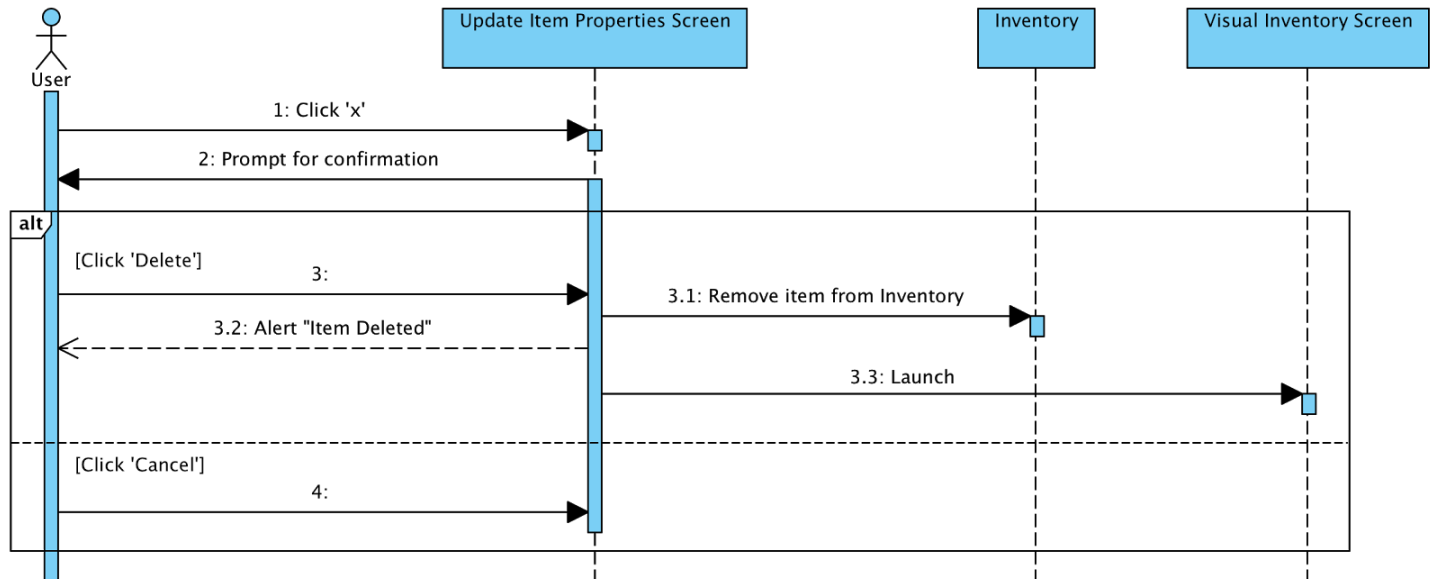 Update Item Properties Screen
Inventory
Visual Inventory Screen
User
1: Click 'x'
2: Prompt for confirmation
alt
[Click 'Delete']
3:
3.1: Remove item from Inventory
3.2: Alert "Item Deleted"
3.3: Launch
[Click 'Cancel']
4: